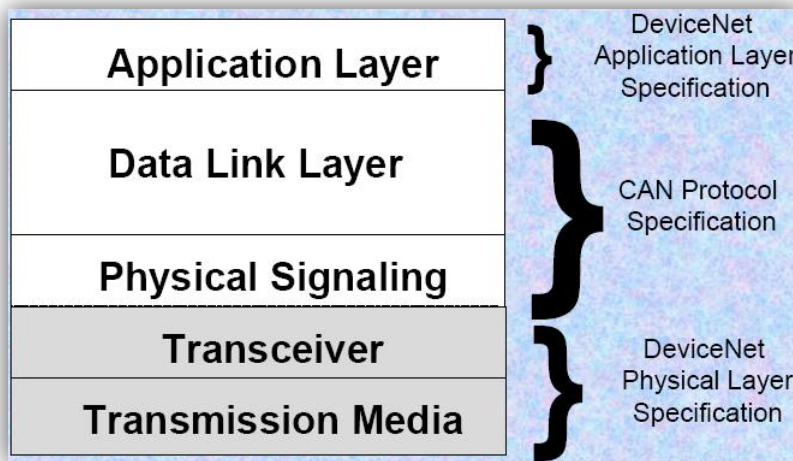 Application Layer
DeviceNet
Application Layer
Specification
Data Link Layer
CAN Protocol
Specification
Physical Signaling
Transceiver
DeviceNet
Physical Layer
Specification
Transmission Media